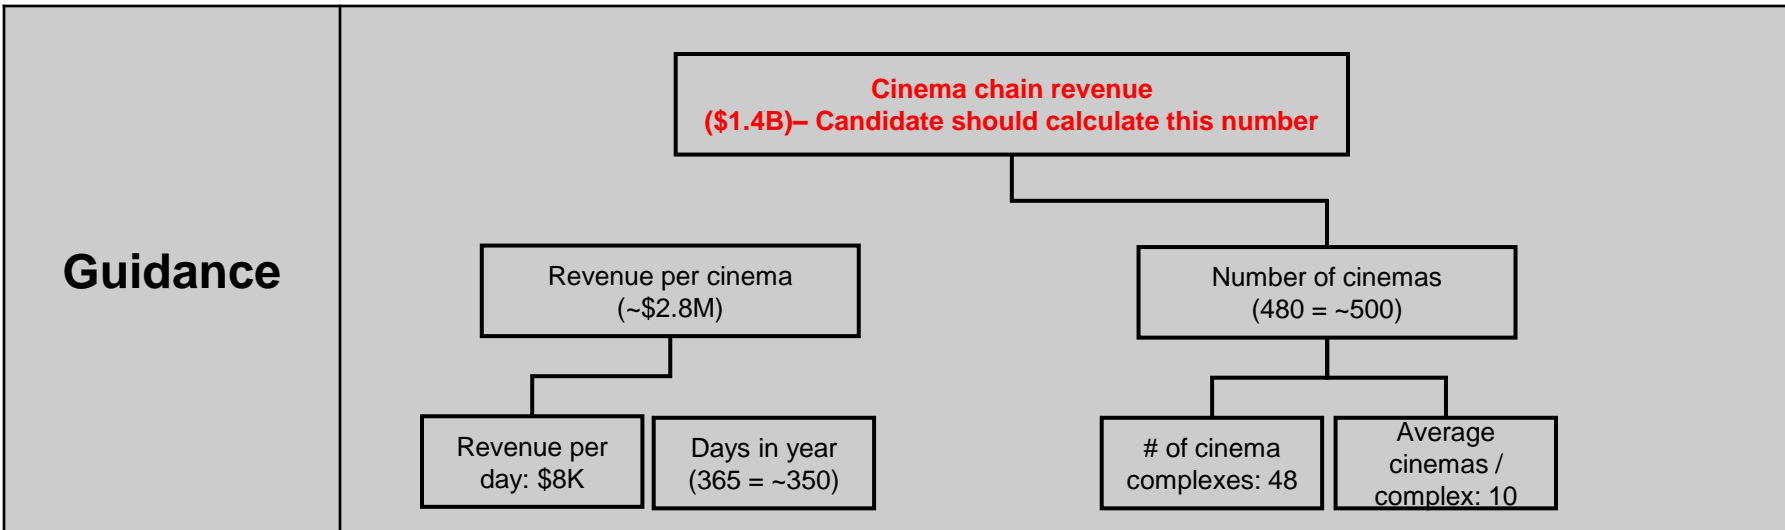 Guidance
Cinema chain revenue
($1.4B)– Candidate should calculate this number
Revenue per cinema
(~$2.8M)
Number of cinemas
(480 = ~500)
Revenue per
day: $8K
Days in year
(365 = ~350)
# of cinema
complexes: 48
Average
cinemas /
complex: 10